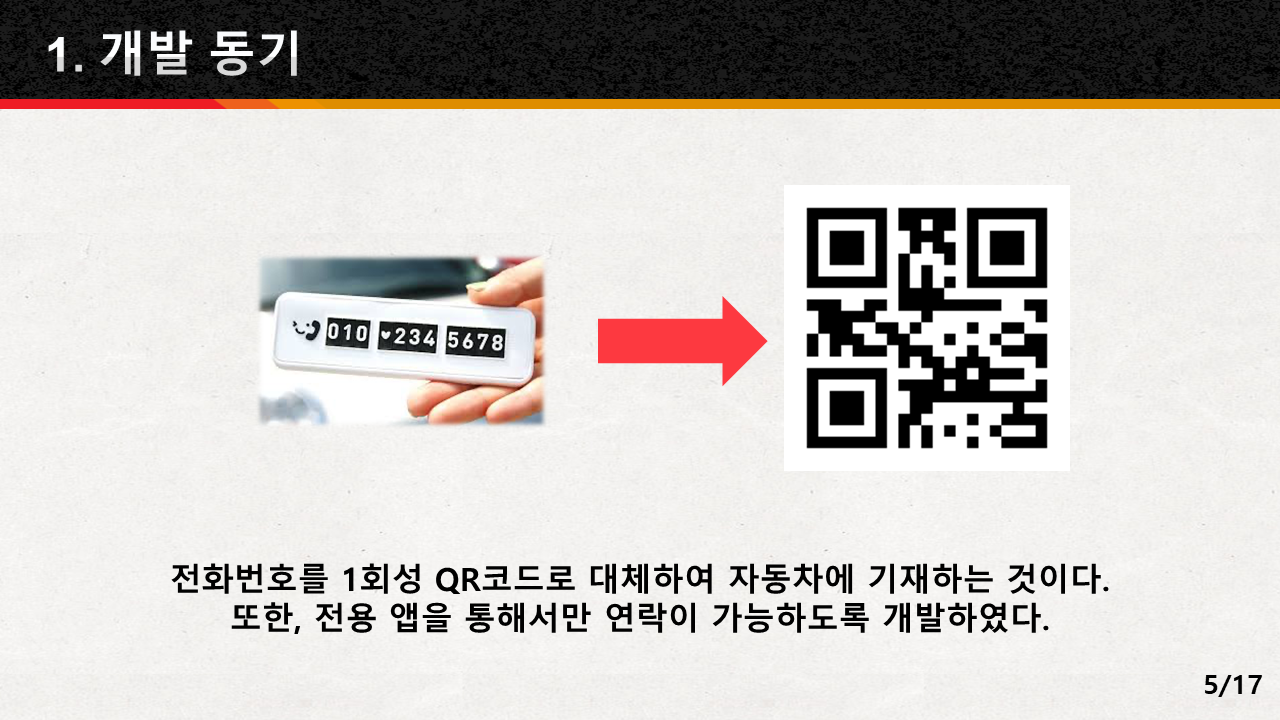 1. 개발 동기
010 ♥234 5678
전화번호를 1회성 QR코드로 대체하여 자동차에 기재하는 것이다.
또한, 전용 앱을 통해서만 연락이 가능하도록 개발하였다.
5/17